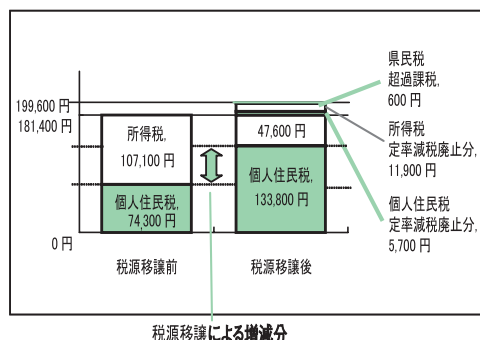 199,600 円
181,400 円
0 円
所得税,
107,100 円
個人住民税,
74,300 円
47,600 円
個人住民税,
133,800 円
税源移譲前
税源移譲後
県民税
超過課税,
600 円
所得税
定率減税廃止分,
11,900 円
個人住民税
定率減税廃止分,
5,700 円
税源移譲による増減分